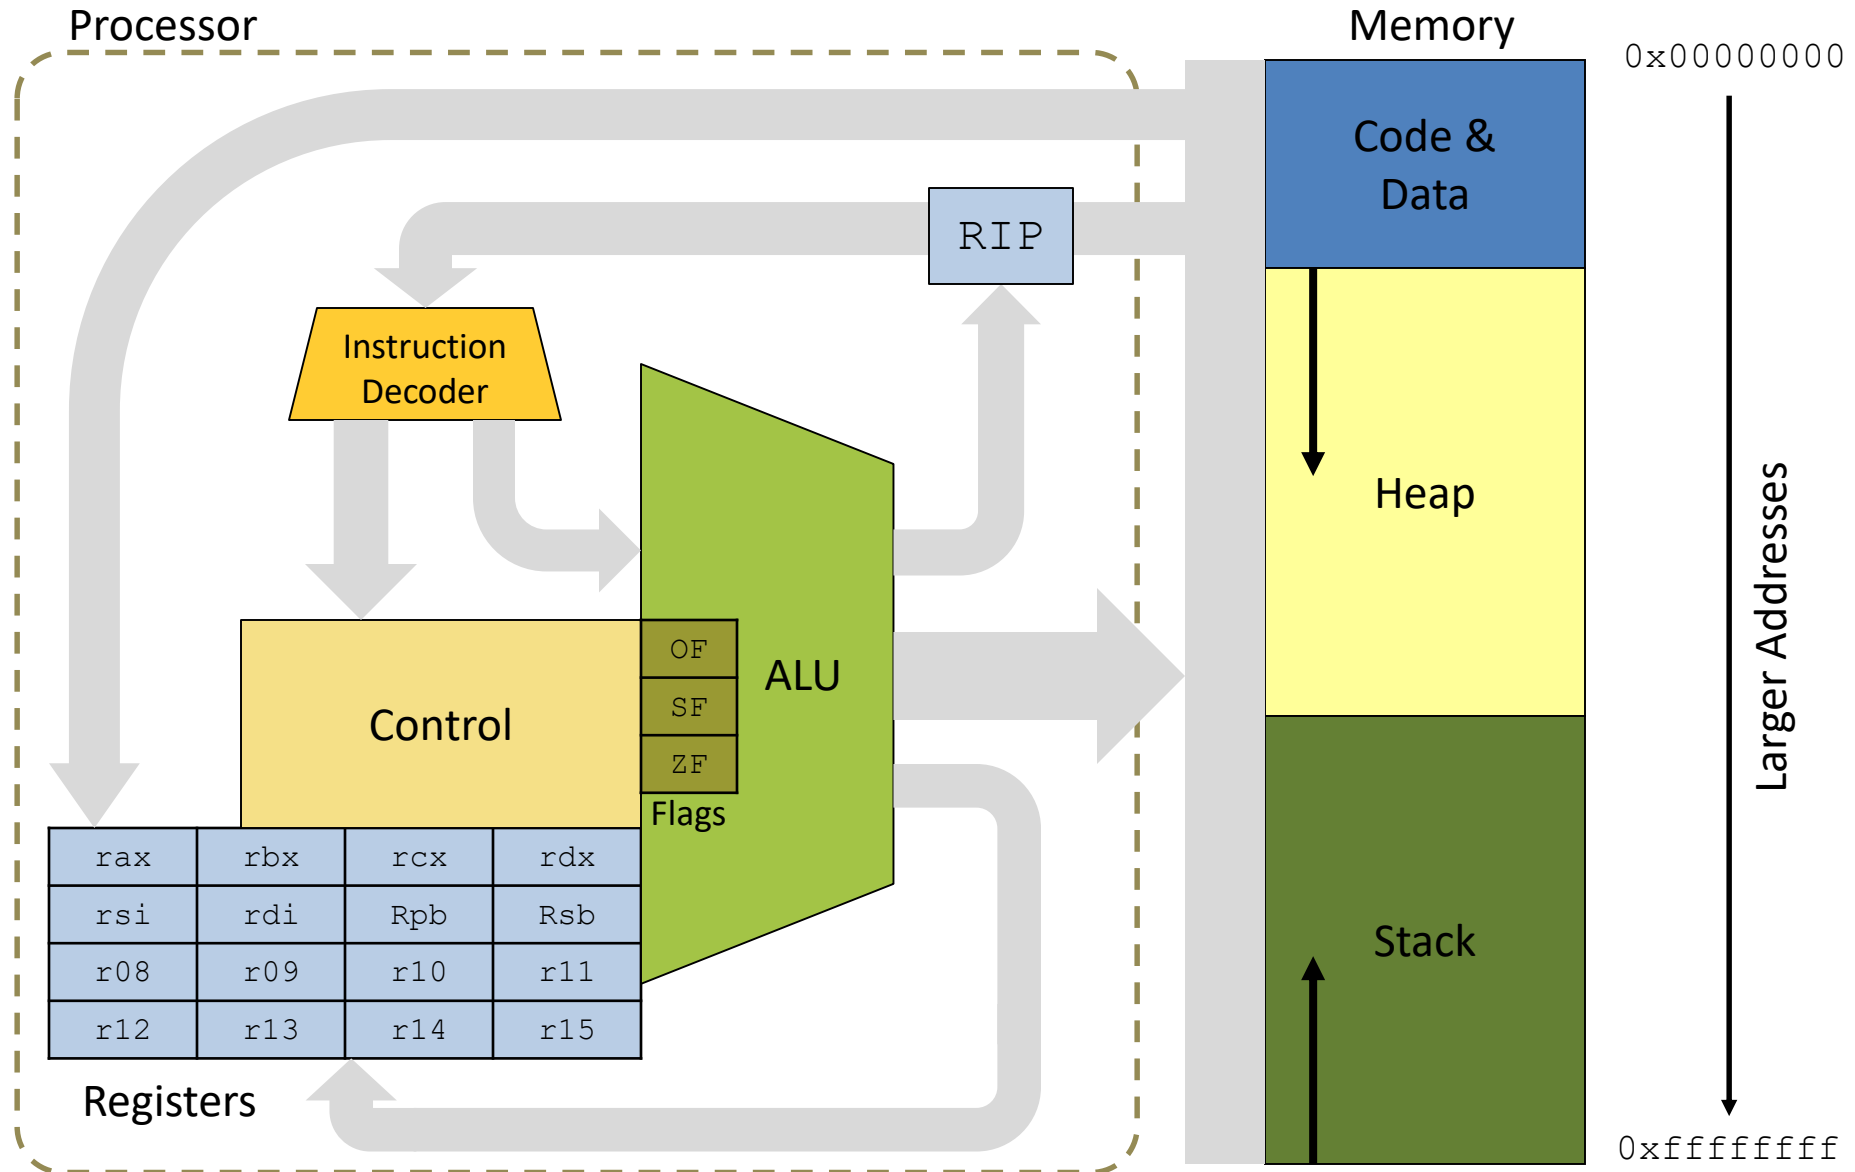 Processor
Memory
0x00000000
Code &
Data
RIP
Instruction
Decoder
Heap
Larger Addresses
OF
SF
ZF
Flags
ALU
Control
rax rbx rcx rdx
rsi rdi Rpb Rsb
r08 r09 r10 r11
r12 r13 r14 r15
Registers
Stack
0xffffffff